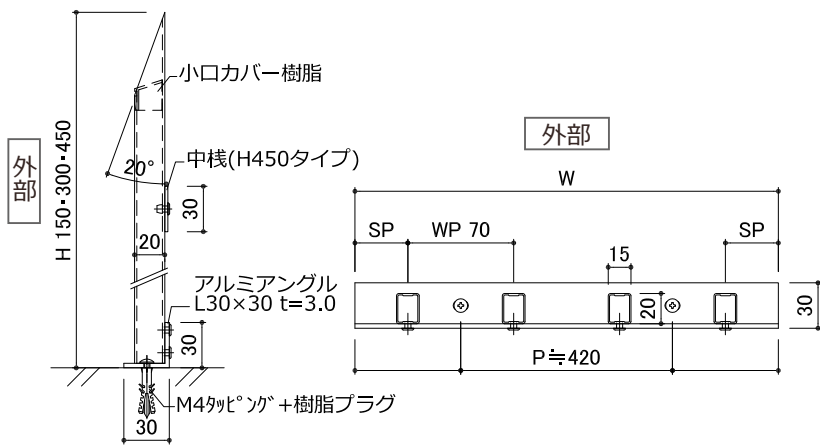 小口カバー樹脂
外部
H 150・300・450
20°
中桟(H450タイプ)
30
20
アルミアングル
L30×30 t=3.0
30
M4ﾀｯﾋﾟﾝｸﾞ+樹脂プラグ
30
外部
W
SP
WP 70
SP
15
20
30
P≒420